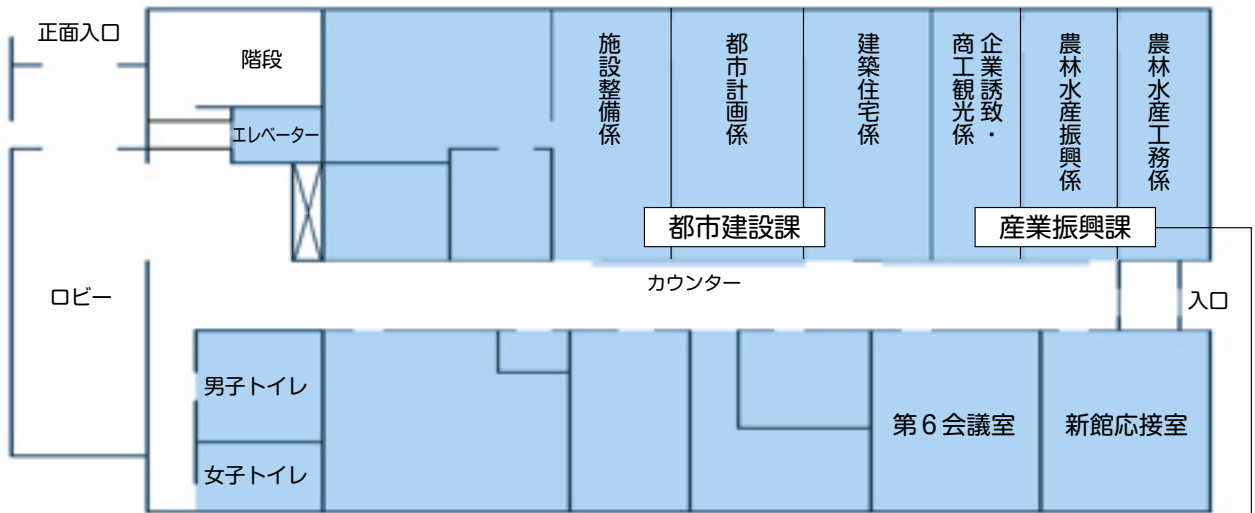 正面入口
階段
エレベーター
ロビー
施設整備係
都市計画係
建築住宅係
企業誘致・
商工観光係
農林水産振興係
農林水産工務係
都市建設課
産業振興課
カウンター
入口
男子トイレ
女子トイレ
第6会議室
新館応接室